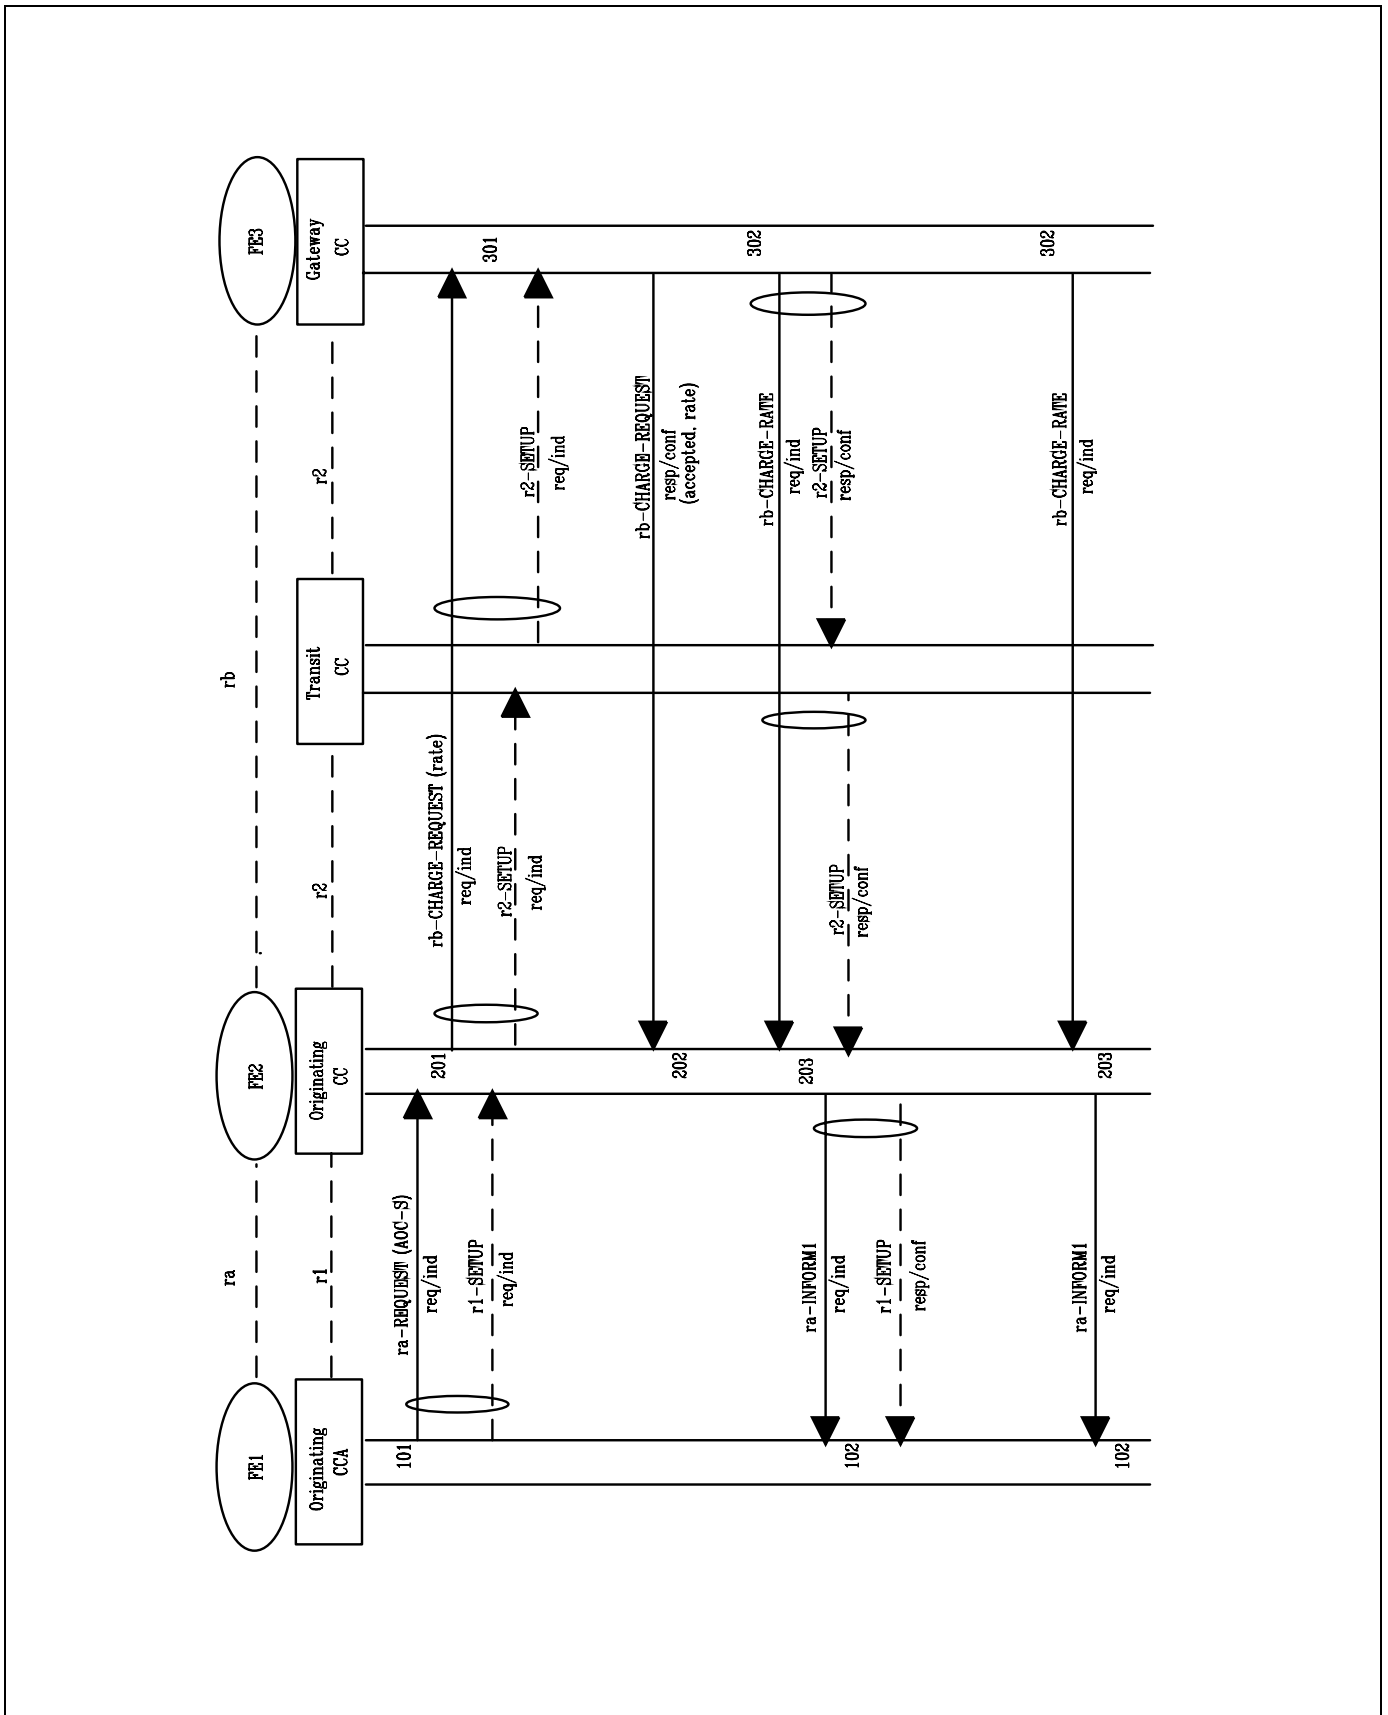 ra
rb
FE1
FE2
FE3
r1
r2
r2
Originating
CCA
Originating
CC
Transit
CC
Gateway
CC
101
ra-REQUEST (AOC-S)
req/ind
201
rb-CHARGE-REQUEST (rate)
req/ind
301
r1-SETUP
req/ind
r2-SETUP
req/ind
r2-SETUP
req/ind
202
rb-CHARGE-REQUEST
resp/conf
(accepted, rate)
302
rb-CHARGE-RATE
req/ind
r2-SETUP
resp/conf
203
ra-INFORM1
req/ind
r2-SETUP
resp/conf
102
r1-SETUP
resp/conf
302
rb-CHARGE-RATE
req/ind
203
ra-INFORM1
req/ind
102